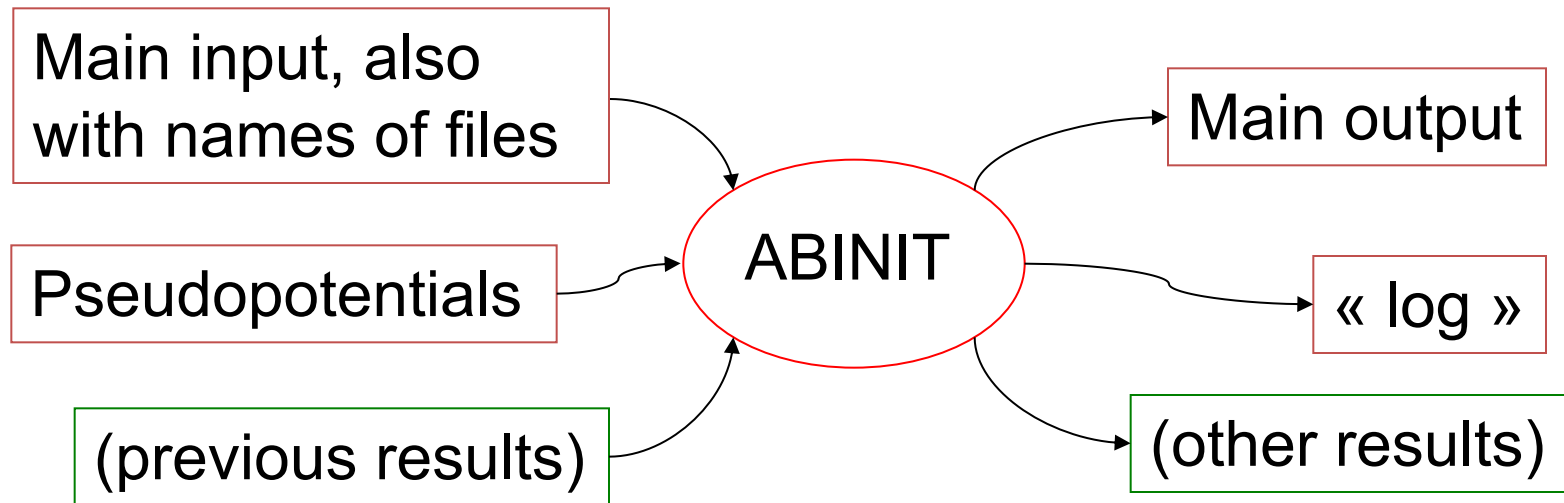 Main input, also
with names of files
Pseudopotentials
(previous results)
ABINIT
Main output
« log »
(other results)